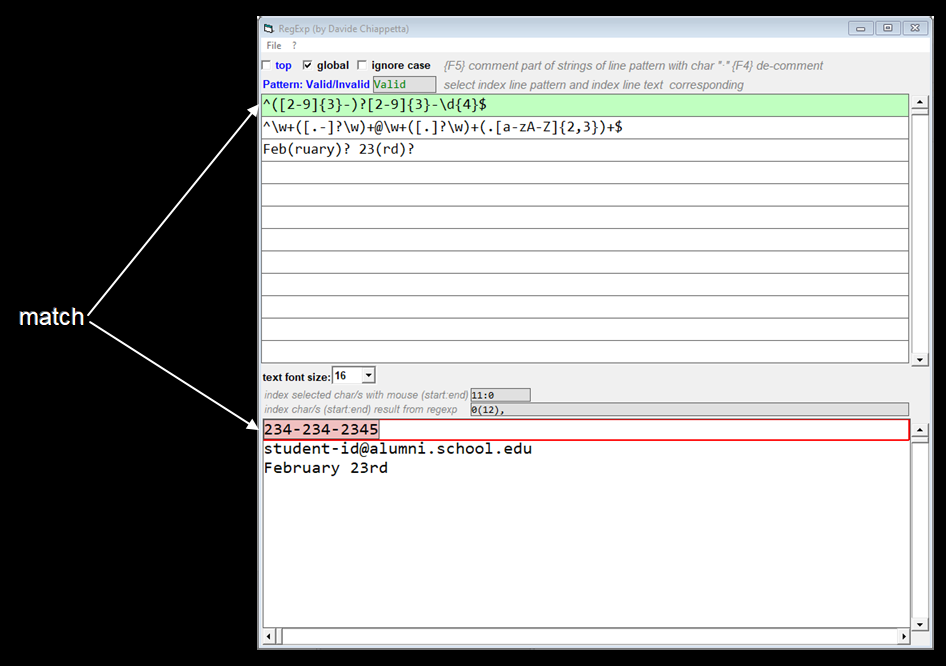 RegExp (by Davide Chiappetta)
File ?
top global ignore case {F5} comment part of strings of line pattern with char "·" {F4} de-comment
Pattern: Valid/Invalid Valid select index line pattern and index line text corresponding
^([2-9]{3}-)?[2-9]{3}-\d{4}$
^\w+([.-]?\w)+@\w+([.]?\w)+(.[a-zA-Z]{2,3})+$
Feb(ruary)? 23(rd)?
match
text font size: 16
index selected char/s with mouse (start:end) 11:0
index char/s (start:end) result from regexp 0(12),
234-234-2345
student-id@alumni.school.edu
February 23rd